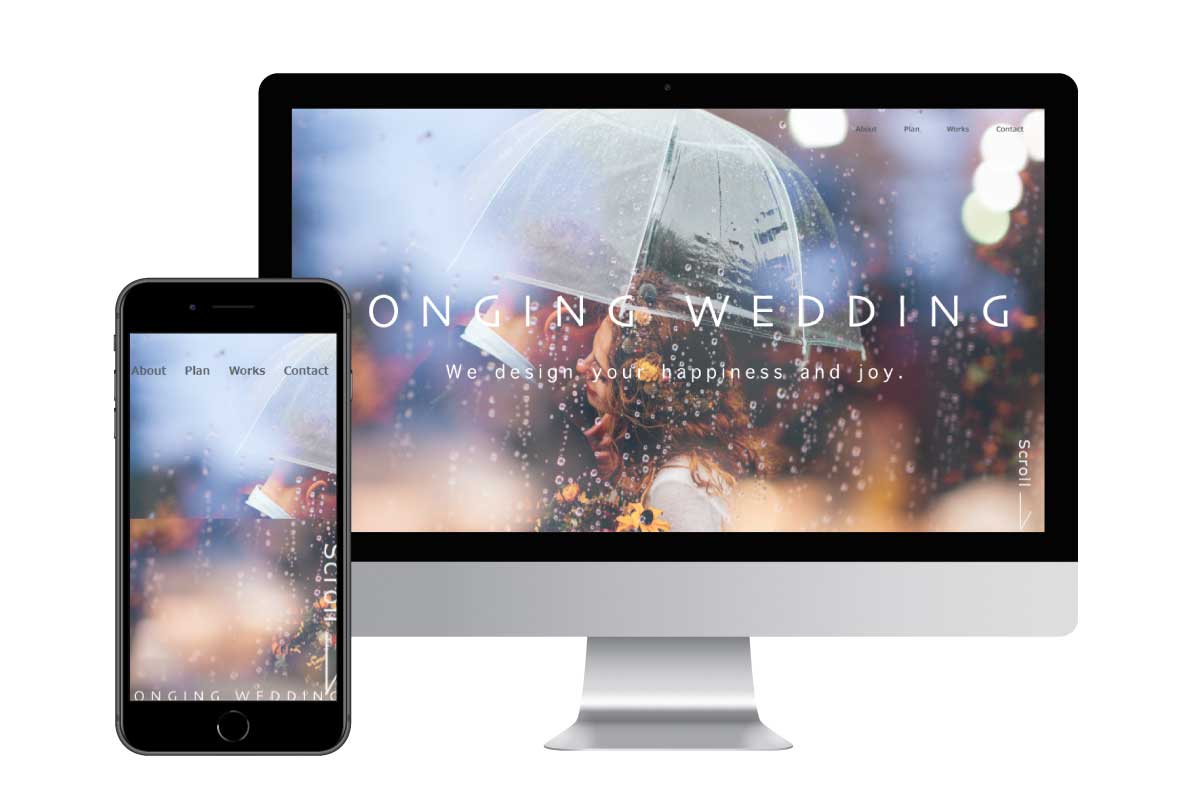 About Plan Works Contact
ONGING WEDDING
We design your happiness and joy.
Scroll
About Plan Works Contact
Scroll
ONGING WEDDING